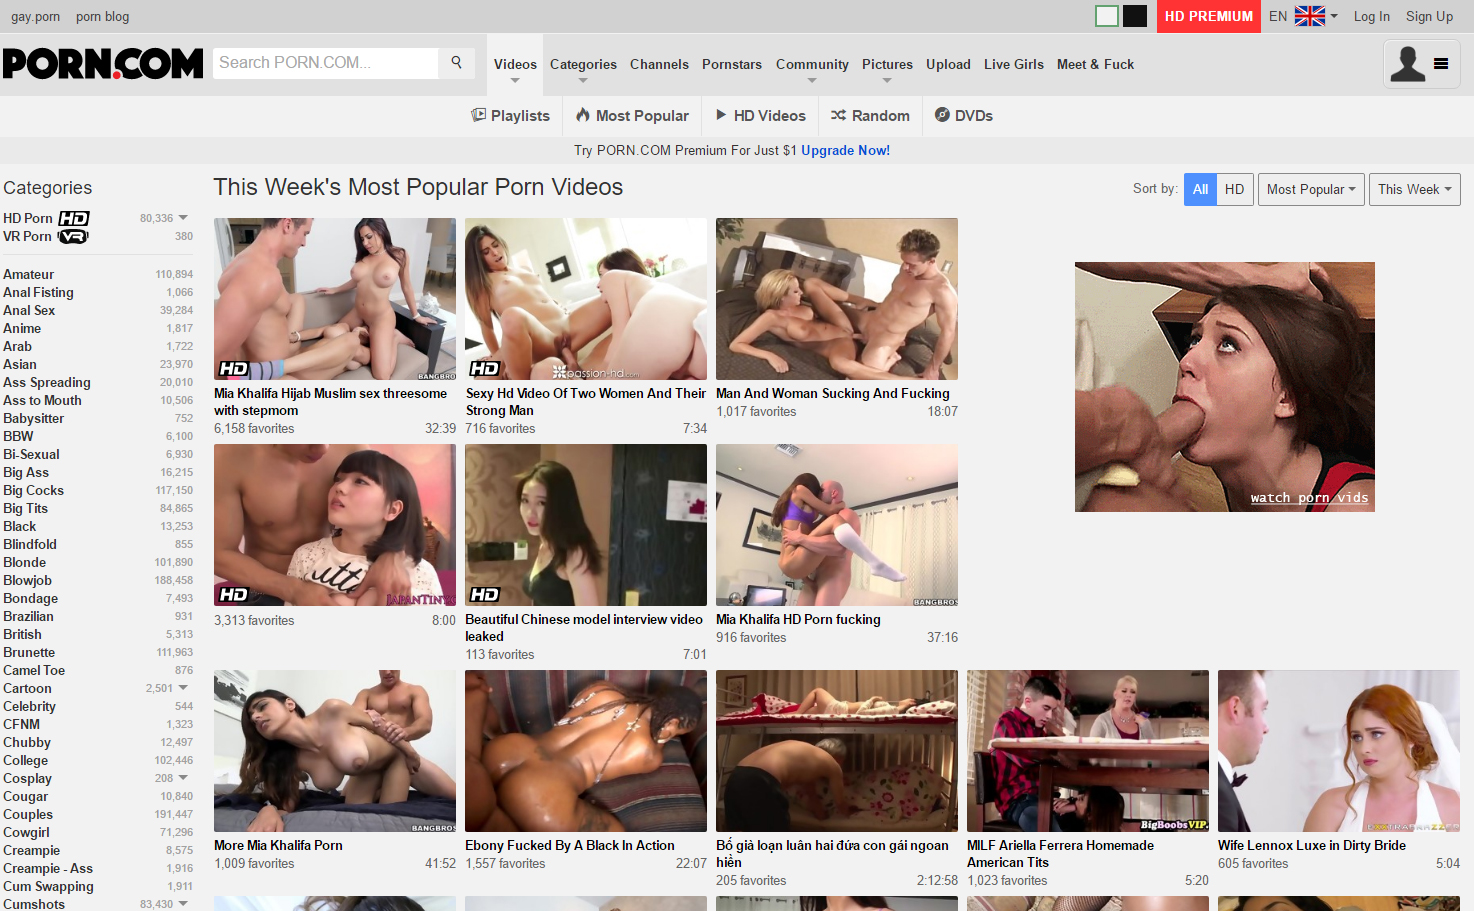 gay.porn porn blog
HD PREMIUM EN Log In Sign Up
PORN.COM
Search PORN.COM...
Videos Categories Channels Pornstars Community Pictures Upload Live Girls Meet & Fuck
Playlists Most Popular HD Videos Random DVDs
Try PORN.COM Premium For Just $1 Upgrade Now!
Categories
HD Porn HD 80,336
VR Porn VR 380
Amateur 110,894
Anal Fisting 1,066
Anal Sex 39,284
Anime 1,817
Arab 1,722
Asian 23,970
Ass Spreading 20,010
Ass to Mouth 10,506
Babysitter 752
BBW 6,100
Bi-Sexual 6,930
Big Ass 16,215
Big Cocks 117,150
Big Tits 84,865
Black 13,253
Blindfold 855
Blonde 101,890
Blowjob 188,458
Bondage 7,493
Brazilian 931
British 5,313
Brunette 111,963
Camel Toe 876
Cartoon 2,501
Celebrity 544
CFNM 1,323
Chubby 12,497
College 102,446
Cosplay 208
Cougar 10,840
Couples 191,447
Cowgirl 71,296
Creampie 8,575
Creampie - Ass 1,916
Cum Swapping 1,911
Cumshots 83,430
This Week's Most Popular Porn Videos
Sort by: All HD Most Popular This Week
HD BANGBROS
Mia Khalifa Hijab Muslim sex threesome
with stepmom
6,158 favorites 32:39
HD passion-hd.com
Sexy Hd Video Of Two Women And Their
Strong Man
716 favorites 7:34
Man And Woman Sucking And Fucking
1,017 favorites 18:07
watch porn vids
HD
3,313 favorites 8:00
HD
Beautiful Chinese model interview video
leaked
113 favorites 7:01
BANGBROS
Mia Khalifa HD Porn fucking
916 favorites 37:16
BANGBROS
More Mia Khalifa Porn
1,009 favorites 41:52
Ebony Fucked By A Black In Action
1,557 favorites 22:07
Bố già loạn luân hai đứa con gái ngoan
hiền
205 favorites 2:12:58
BigBoobsVIP.
MILF Ariella Ferrera Homemade
American Tits
1,023 favorites 5:20
Wife Lennox Luxe in Dirty Bride
605 favorites 5:04